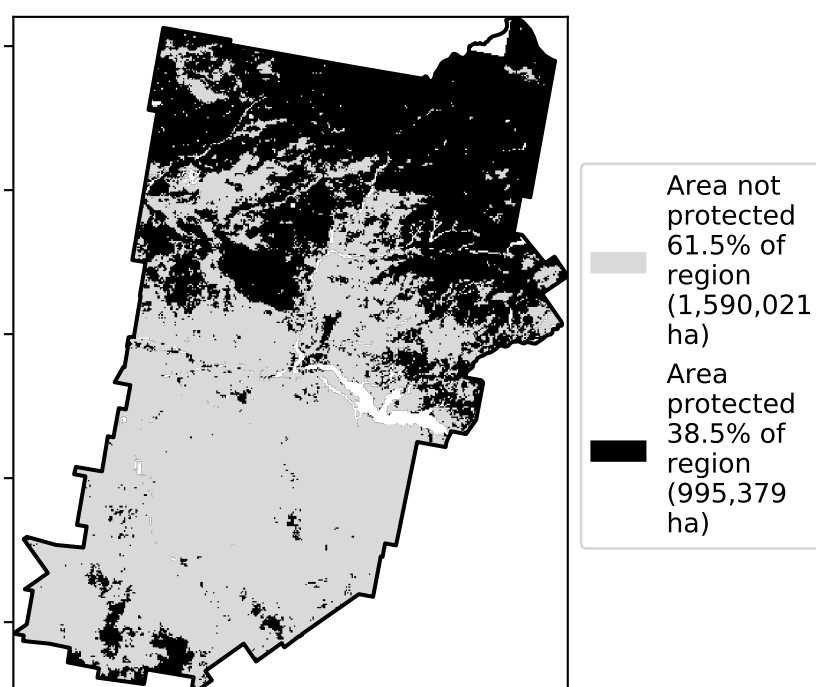 Area not
protected
61.5% of
region
(1,590,021
ha)
Area
protected
38.5% of
region
(995,379
ha)